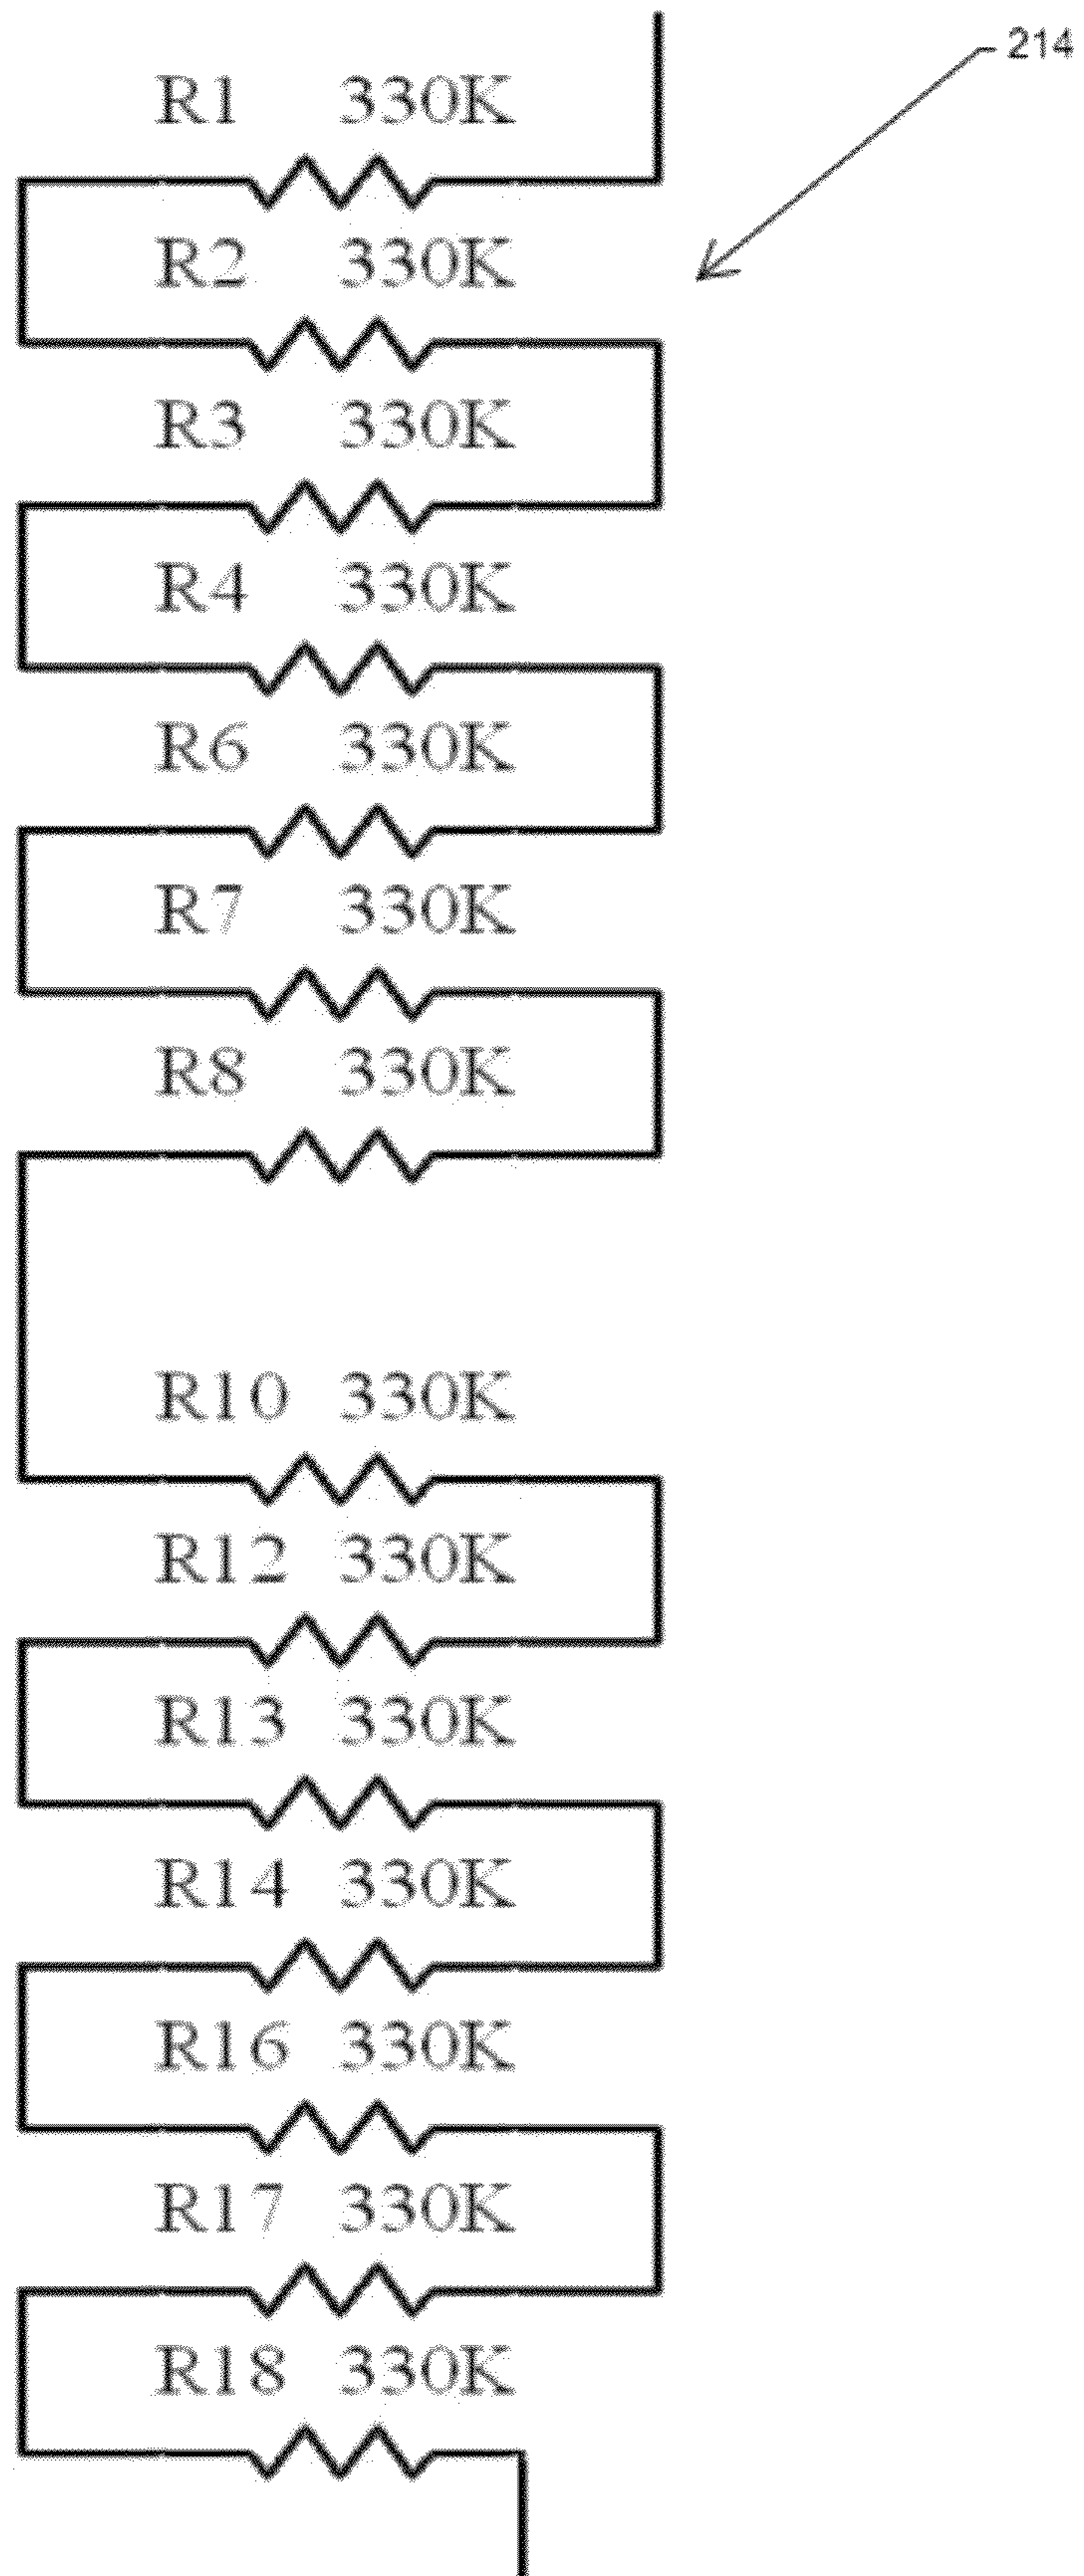 214
R1 330K
R2 330K
R3 330K
R4 330K
R6 330K
R7 330K
R8 330K
R10 330K
R12 330K
R13 330K
R14 330K
R16 330K
R17 330K
R18 330K